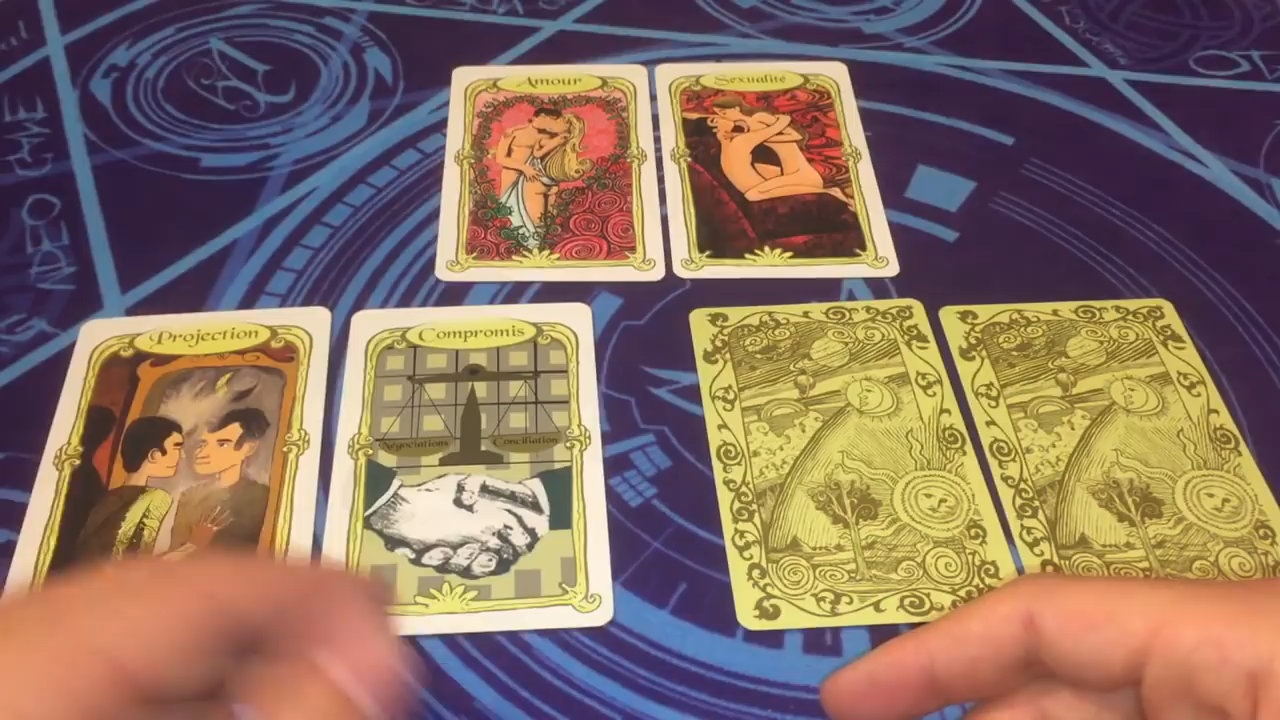 Amour
Sexualité
Projection
Compromis
Négociations
Conciliation